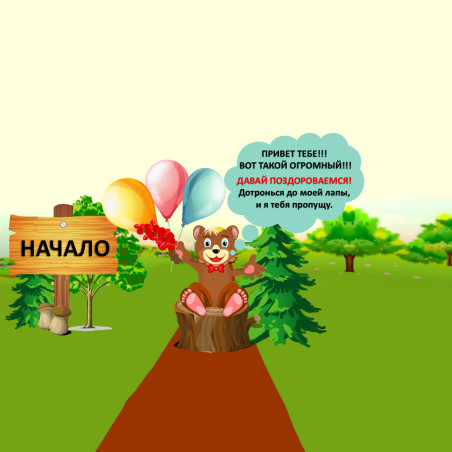 НАЧАЛО
ПРИВЕТ ТЕБЕ!!!
ВОТ ТАКОЙ ОГРОМНЫЙ!!!
ДАВАЙ ПОЗДОРОВАЕМСЯ!
Дотронься до моей лапы,
и я тебя пропущу.